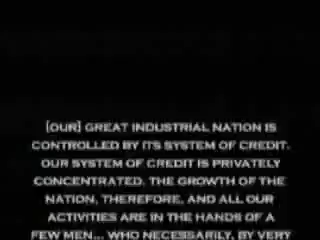 [OUR] GREAT INDUSTRIAL NATION IS
CONTROLLED BY ITS SYSTEM OF CREDIT.
OUR SYSTEM OF CREDIT IS PRIVATELY
CONCENTRATED. THE GROWTH OF THE
NATION, THEREFORE, AND ALL OUR
ACTIVITIES ARE IN THE HANDS OF A
FEW MEN... WHO NECESSARILY, BY VERY